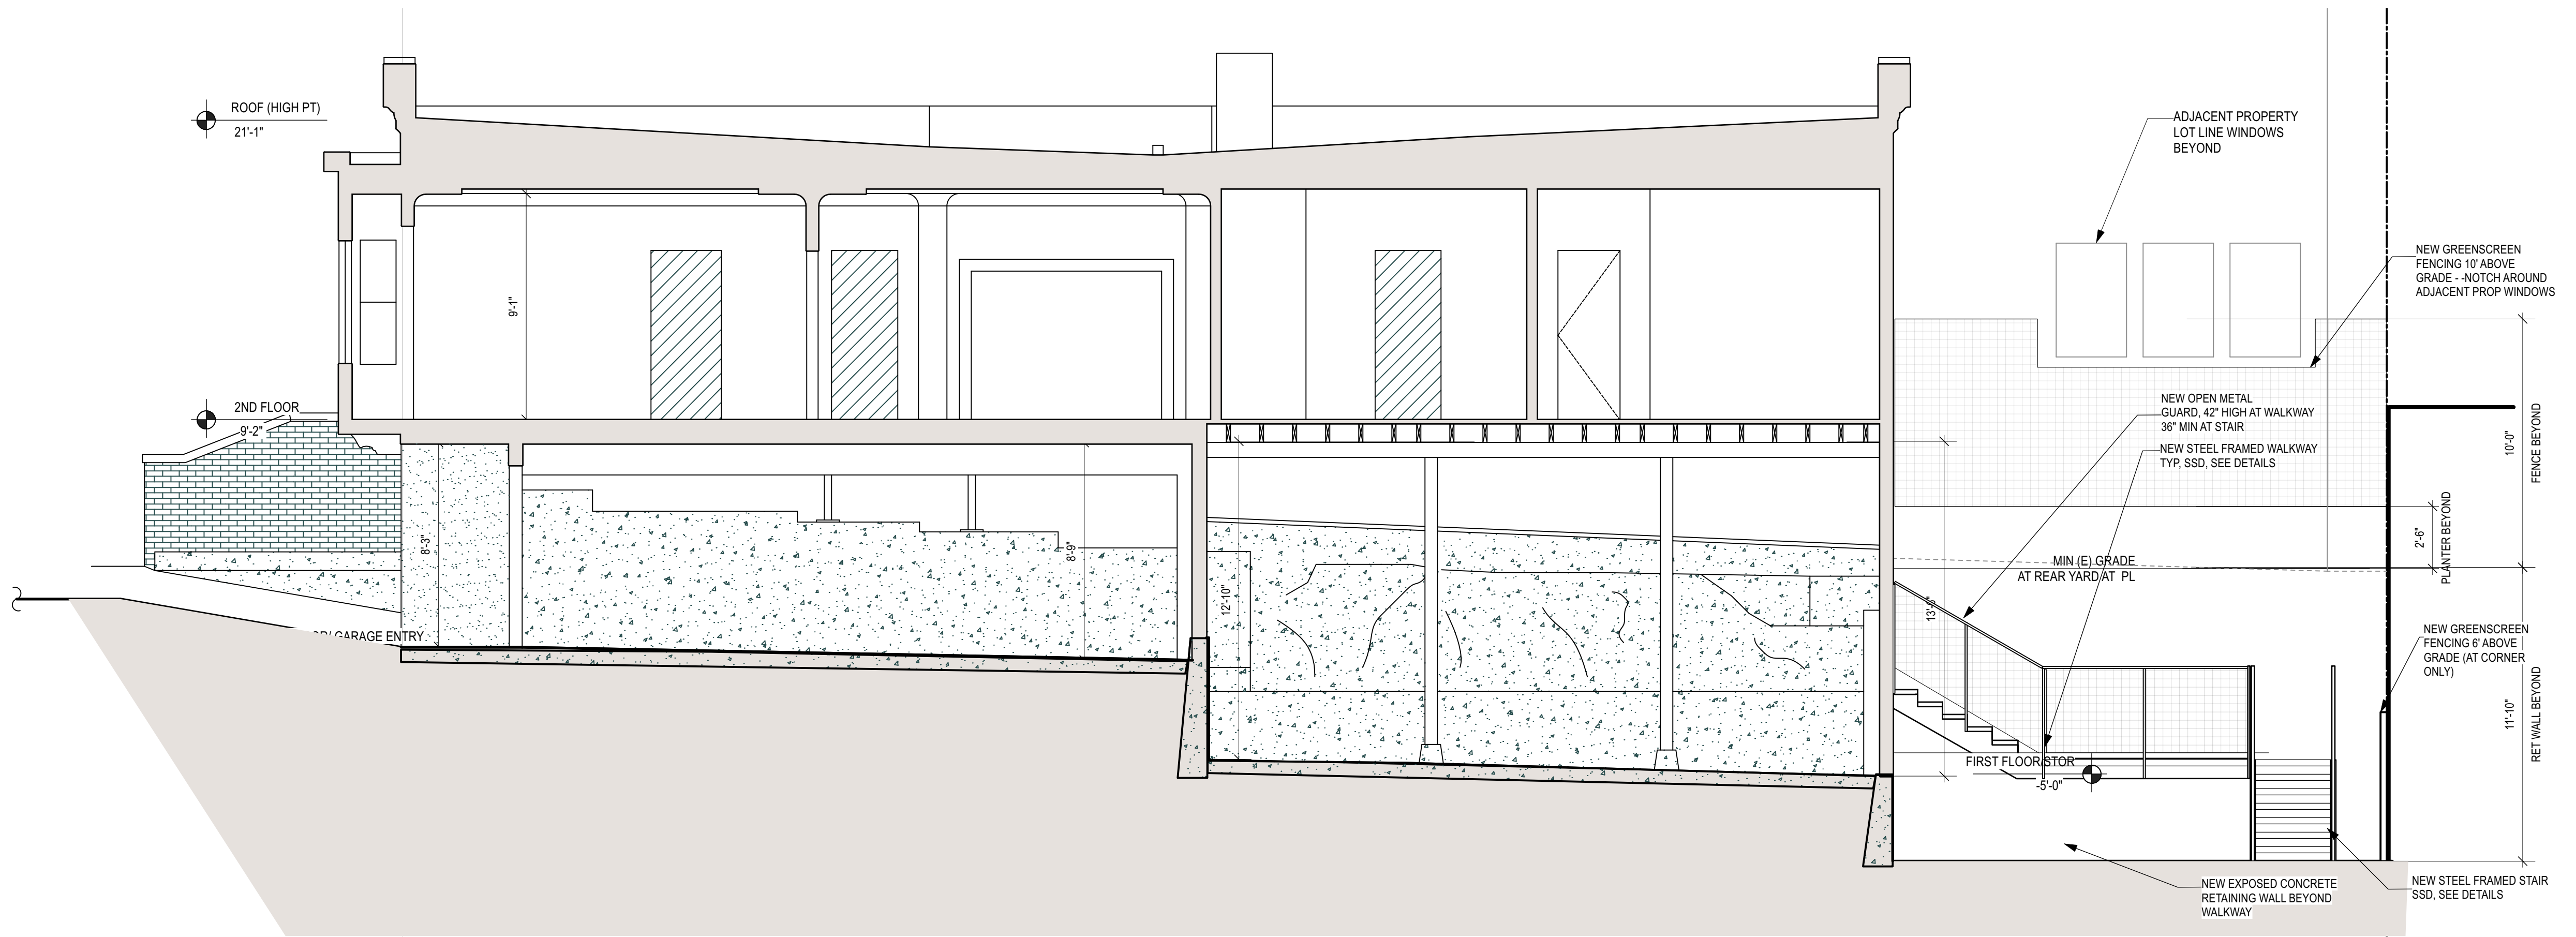 ROOF (HIGH PT)
21'-1"
2ND FLOOR
9'-2"
9'-1"
8'-3"
8'-9"
12'-10"
GARAGE ENTRY
ADJACENT PROPERTY
LOT LINE WINDOWS
BEYOND
NEW GREENSCREEN
FENCING 10' ABOVE
GRADE - -NOTCH AROUND
ADJACENT PROP WINDOWS
NEW OPEN METAL
GUARD, 42" HIGH AT WALKWAY
36" MIN AT STAIR
NEW STEEL FRAMED WALKWAY
TYP, SSD, SEE DETAILS
10'-0"
FENCE BEYOND
2'-6"
PLANTER BEYOND
MIN (E) GRADE
AT REAR YARD AT PL
NEW GREENSCREEN
FENCING 6' ABOVE
GRADE (AT CORNER
ONLY)
11'-10"
RET WALL BEYOND
FIRST FLOOR/STOR
-5'-0"
NEW EXPOSED CONCRETE
RETAINING WALL BEYOND
WALKWAY
NEW STEEL FRAMED STAIR
SSD, SEE DETAILS